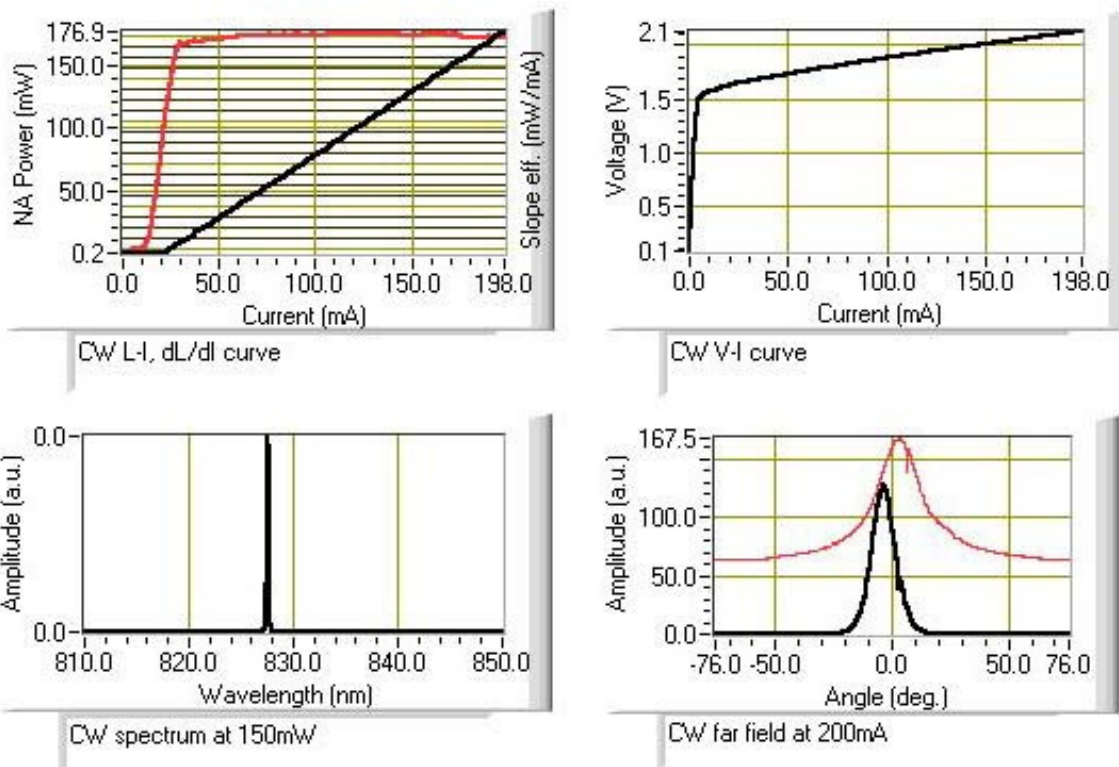 176.9
150.0
100.0
50.0
0.2
NA Power (mW)
Slope eff. (mW/mA)
0.0 50.0 100.0 150.0 198.0
Current (mA)
CW L-I, dL/dI curve
2.1
1.5
1.0
0.5
0.1
Voltage (V)
0.0 50.0 100.0 150.0 198.0
Current (mA)
CW V-I curve
0.0
0.0
Amplitude (a.u.)
810.0 820.0 830.0 840.0 850.0
Wavelength (nm)
CW spectrum at 150mW
167.5
100.0
50.0
0.0
Amplitude (a.u.)
-76.0 -50.0 0.0 50.0 76.0
Angle (deg.)
CW far field at 200mA